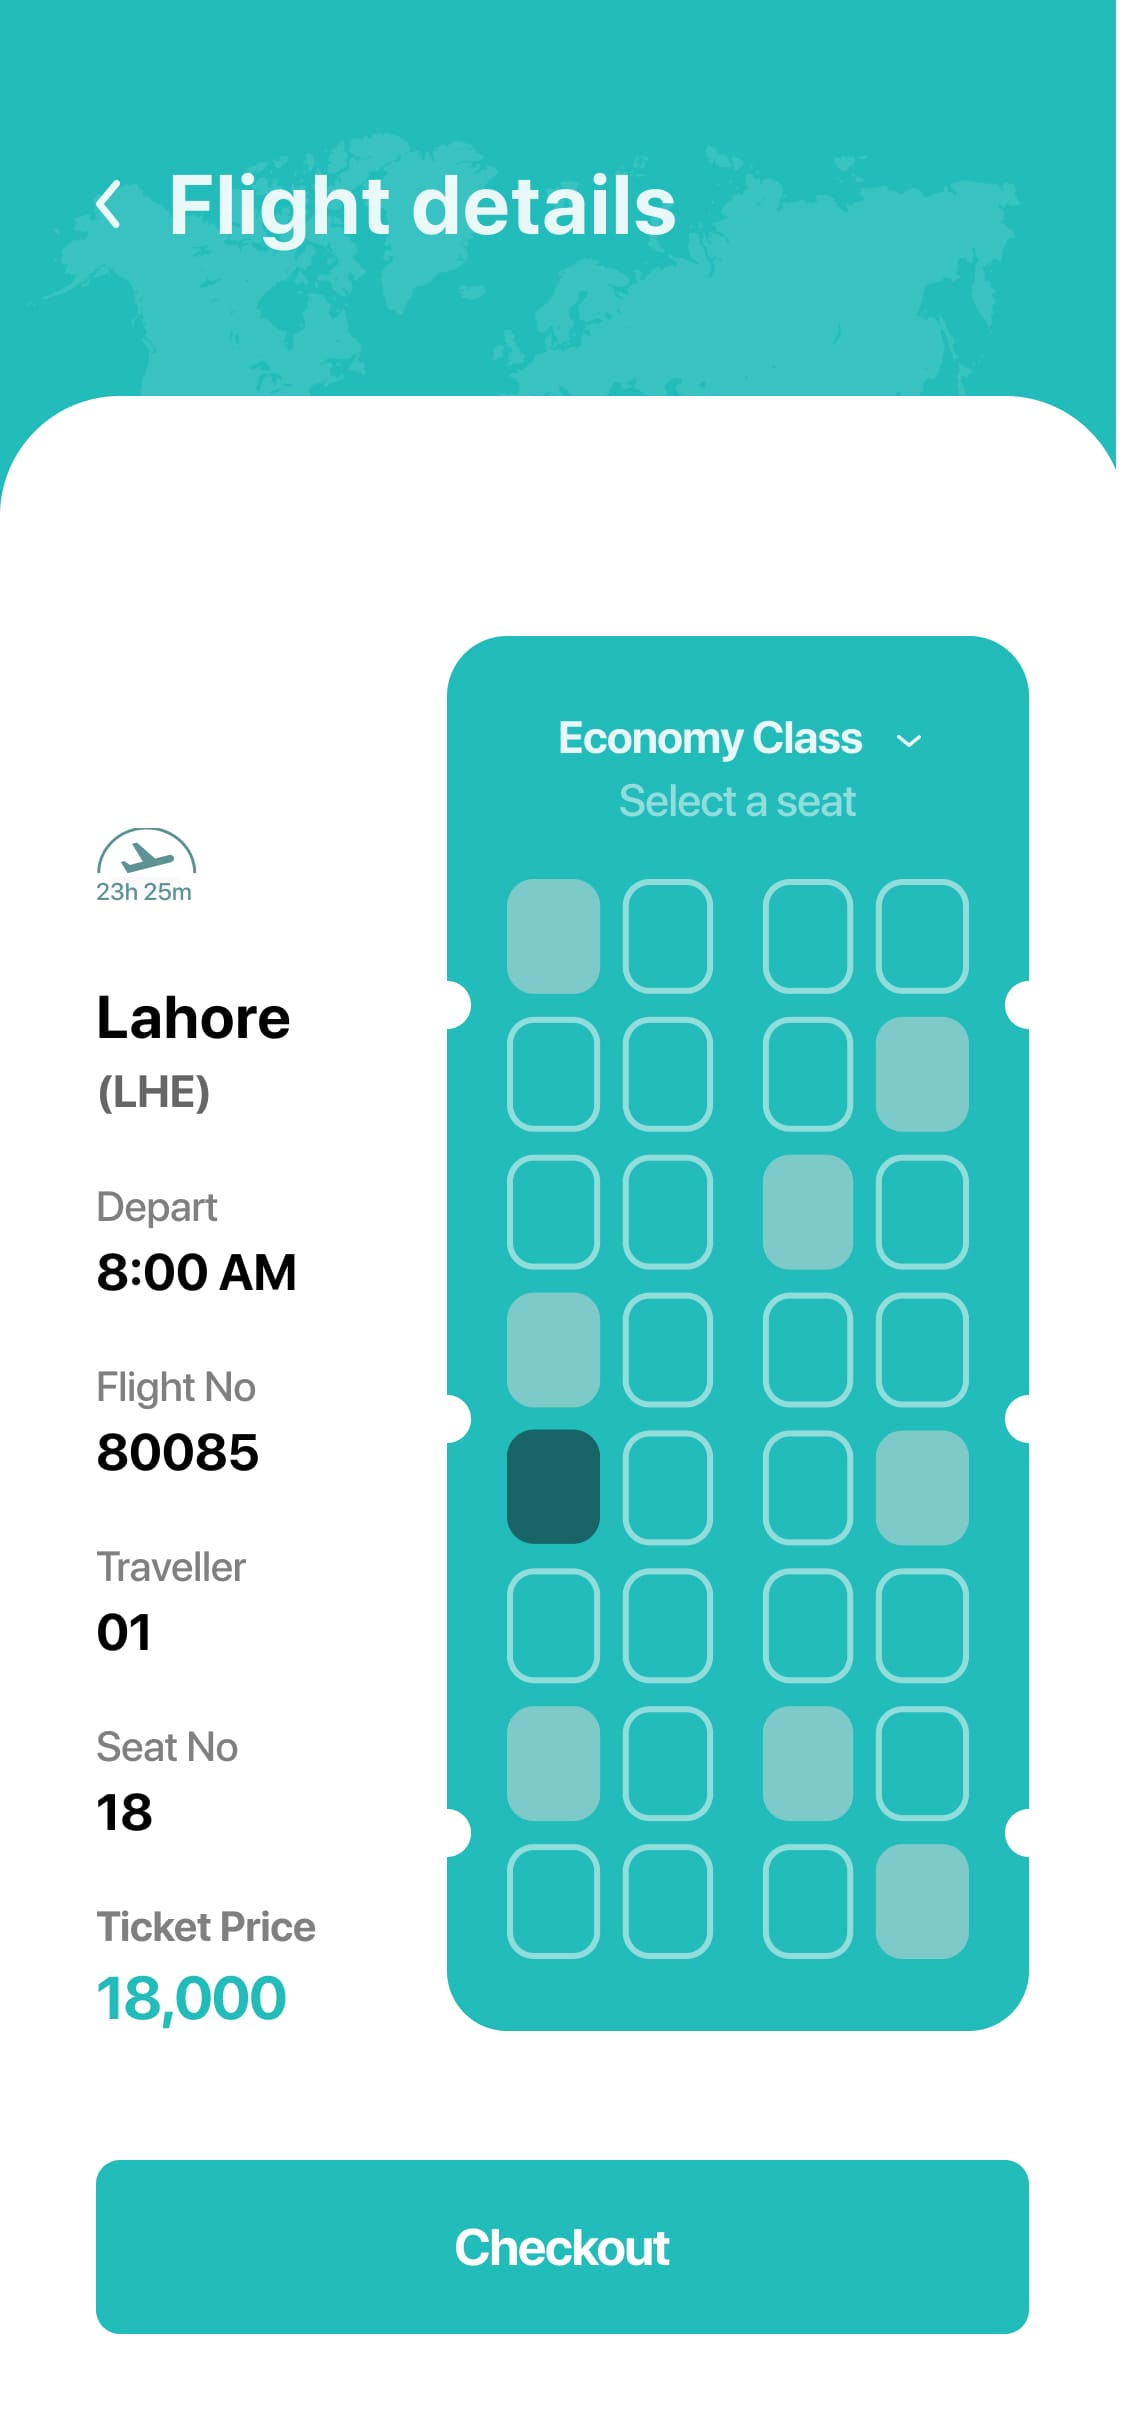 Flight details
Economy Class
Select a seat
23h 25m
Lahore
(LHE)
Depart
8:00 AM
Flight No
80085
Traveller
01
Seat No
18
Ticket Price
18,000
Checkout